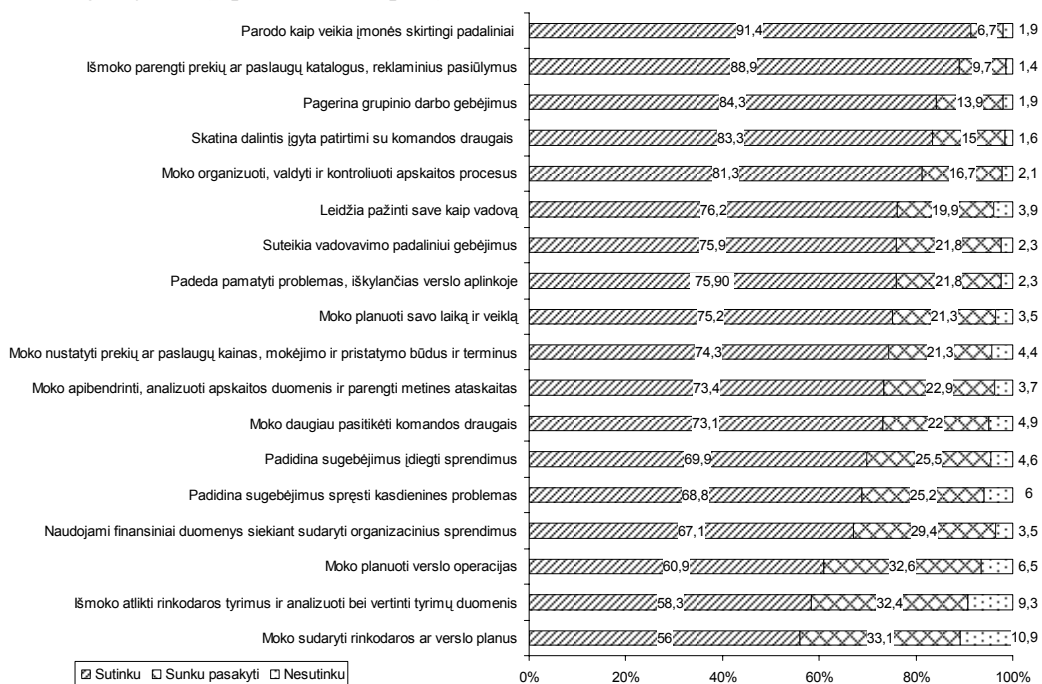 Parodo kaip veikia įmonės skirtingi padaliniai 91,4 6,7 1,9
Išmoko parengti prekių ar paslaugų katalogus, reklaminius pasiūlymus 88,9 9,7 1,4
Pagerina grupinio darbo gebėjimus 84,3 13,9 1,9
Skatina dalintis įgyta patirtimi su komandos draugais 83,3 15 1,6
Moko organizuoti, valdyti ir kontroliuoti apskaitos procesus 81,3 16,7 2,1
Leidžia pažinti save kaip vadovą 76,2 19,9 3,9
Suteikia vadovavimo padaliniui gebėjimus 75,9 21,8 2,3
Padeda pamatyti problemas, iškylančias verslo aplinkoje 75,90 21,8 2,3
Moko planuoti savo laiką ir veiklą 75,2 21,3 3,5
Moko nustatyti prekių ar paslaugų kainas, mokėjimo ir pristatymo būdus ir terminus 74,3 21,3 4,4
Moko apibendrinti, analizuoti apskaitos duomenis ir parengti metines ataskaitas 73,4 22,9 3,7
Moko daugiau pasitikėti komandos draugais 73,1 22 4,9
Padidina sugebėjimus įdiegti sprendimus 69,9 25,5 4,6
Padidina sugebėjimus spręsti kasdienines problemas 68,8 25,2 6
Naudojami finansiniai duomenys siekiant sudaryti organizacinius sprendimus 67,1 29,4 3,5
Moko planuoti verslo operacijas 60,9 32,6 6,5
Išmoko atlikti rinkodaros tyrimus ir analizuoti bei vertinti tyrimų duomenis 58,3 32,4 9,3
Moko sudaryti rinkodaros ar verslo planus 56 33,1 10,9
Sutinku Sunku pasakyti Nesutinku 0% 20% 40% 60% 80% 100%